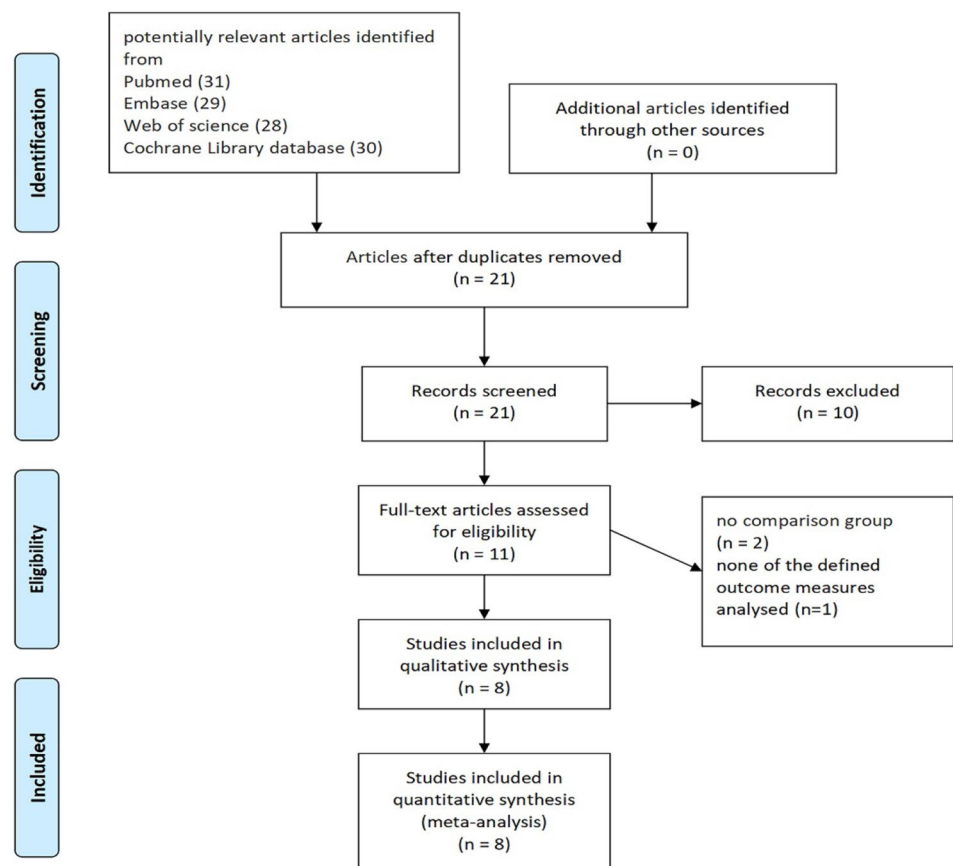 potentially relevant articles identified
from
Pubmed (31)
Embase (29)
Web of science (28)
Cochrane Library database (30)
Additional articles identified
through other sources
(n = 0)
Identification
Articles after duplicates removed
(n = 21)
Screening
Records screened
(n = 21)
Records excluded
(n = 10)
Eligibility
Full-text articles assessed
for eligibility
(n = 11)
no comparison group
(n = 2)
none of the defined
outcome measures
analysed (n=1)
Studies included in
qualitative synthesis
(n = 8)
Included
Studies included in
quantitative synthesis
(meta-analysis)
(n = 8)